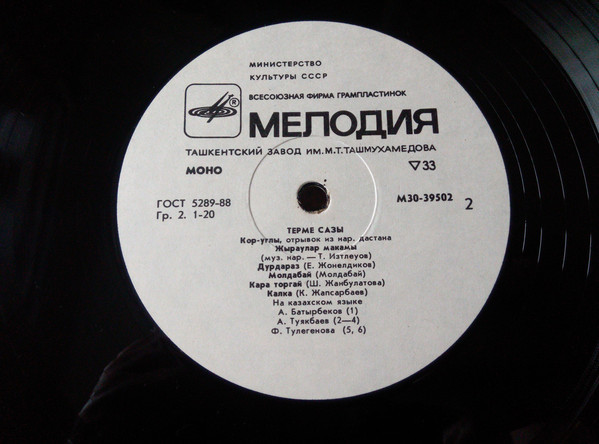 МИНИСТЕРСТВО
КУЛЬТУРЫ СССР
ВСЕСОЮЗНАЯ ФИРМА ГРАМПЛАСТИНОК
® МЕЛОДИЯ
ТАШКЕНТСКИЙ ЗАВОД ИМ. М.Т.ТАШМУХАМЕДОВА
МОНО ▽33
ГОСТ 5289-88 М30-39502
Гр. 2. 1-20 2
ТЕРМЕ САЗЫ
Кор-углы, отрывок из нар. дастана
Жыраулар макамы
(муз. нар. — Т. Изтлеуов)
Дурдараз (Е. Жонелдиков)
Молдабай (Молдабай)
Кара торгай (Ш. Жанбулатова)
Калка (К. Жапсарбаев)
На казахском языке
А. Батырбеков (1)
А. Туякбаев (2—4)
Ф. Тулегенова (5, 6)